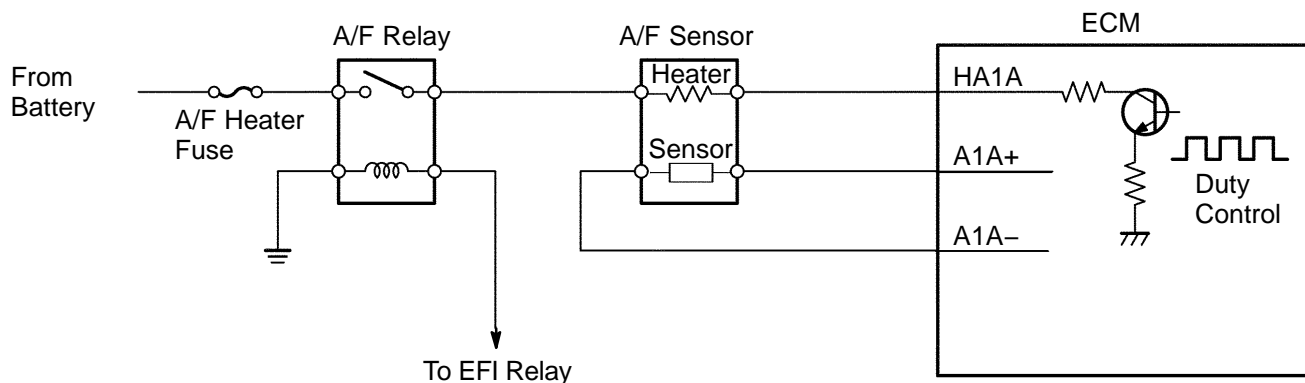 ECM
A/F Relay
A/F Sensor
From
Battery
Heater
HA1A
A/F Heater
Fuse
Sensor
A1A+
Duty
Control
A1A−
To EFI Relay